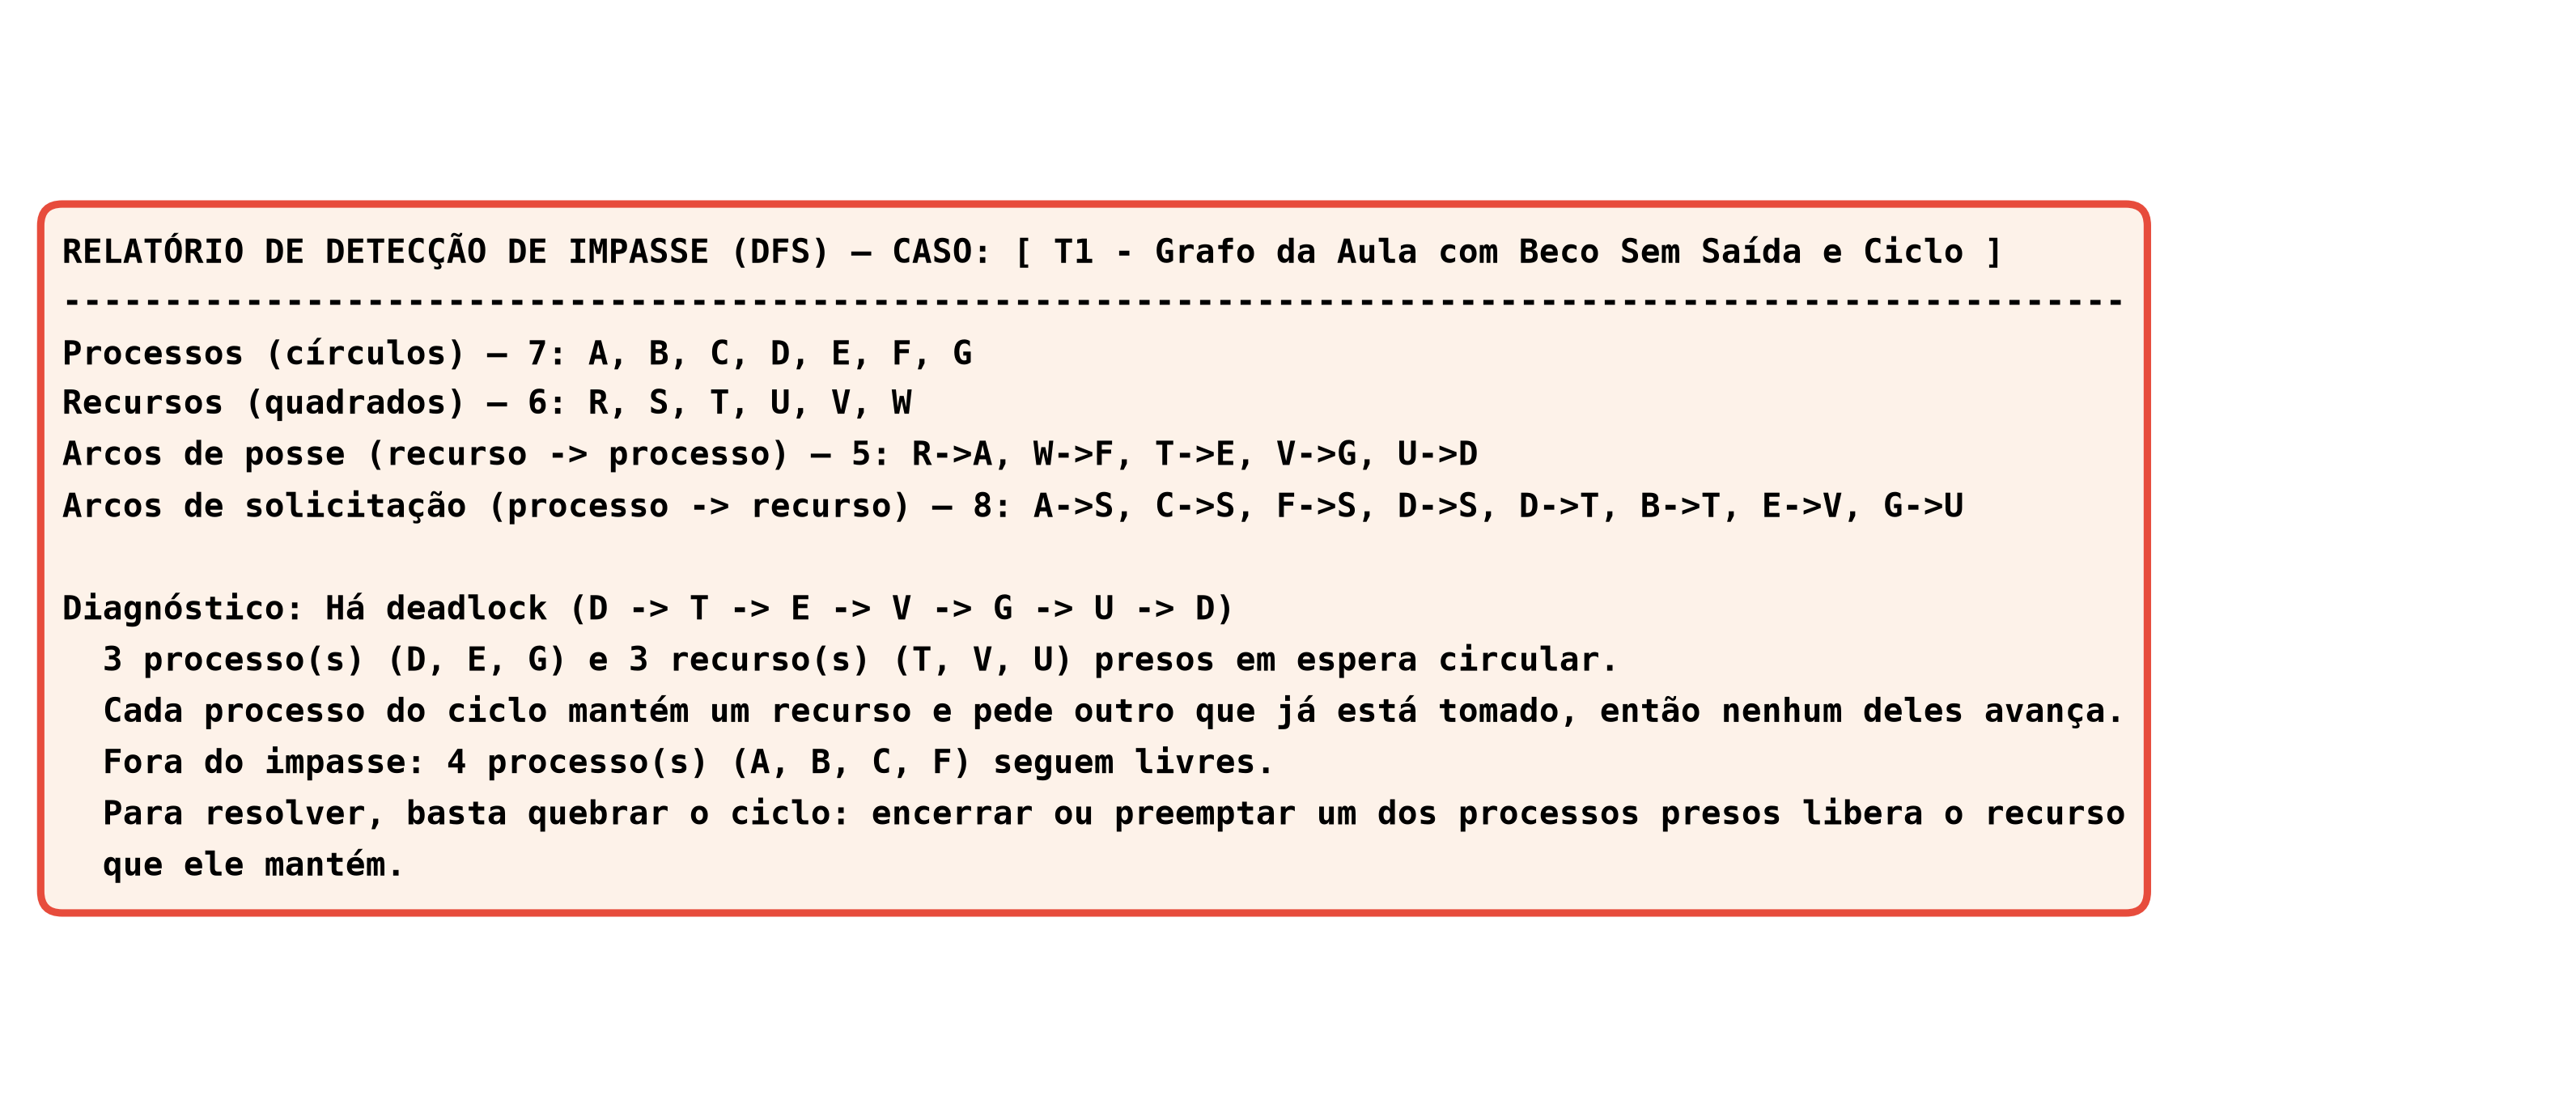 RELATÓRIO DE DETECÇÃO DE IMPASSE (DFS) — CASO: [ T1 - Grafo da Aula com Beco Sem Saída e Ciclo ]
---------------------------------------------------------------------------------------------------------
Processos (círculos) — 7: A, B, C, D, E, F, G
Recursos (quadrados) — 6: R, S, T, U, V, W
Arcos de posse (recurso -> processo) — 5: R->A, W->F, T->E, V->G, U->D
Arcos de solicitação (processo -> recurso) — 8: A->S, C->S, F->S, D->S, D->T, B->T, E->V, G->U
Diagnóstico: Há deadlock (D -> T -> E -> V -> G -> U -> D)
3 processo(s) (D, E, G) e 3 recurso(s) (T, V, U) presos em espera circular.
Cada processo do ciclo mantém um recurso e pede outro que já está tomado, então nenhum deles avança.
Fora do impasse: 4 processo(s) (A, B, C, F) seguem livres.
Para resolver, basta quebrar o ciclo: encerrar ou preemptar um dos processos presos libera o recurso
que ele mantém.